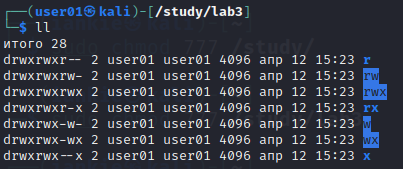 ┌──(user01㉿kali)-[/study/lab3]
└─$ ll
итого 28
drwxrwxr-- 2 user01 user01 4096 апр 12 15:23 r
drwxrwxrw- 2 user01 user01 4096 апр 12 15:23 rw
drwxrwxrwx 2 user01 user01 4096 апр 12 15:23 rwx
drwxrwxr-x 2 user01 user01 4096 апр 12 15:23 rx
drwxrwx-w- 2 user01 user01 4096 апр 12 15:23 w
drwxrwx-wx 2 user01 user01 4096 апр 12 15:23 wx
drwxrwx--x 2 user01 user01 4096 апр 12 15:23 x